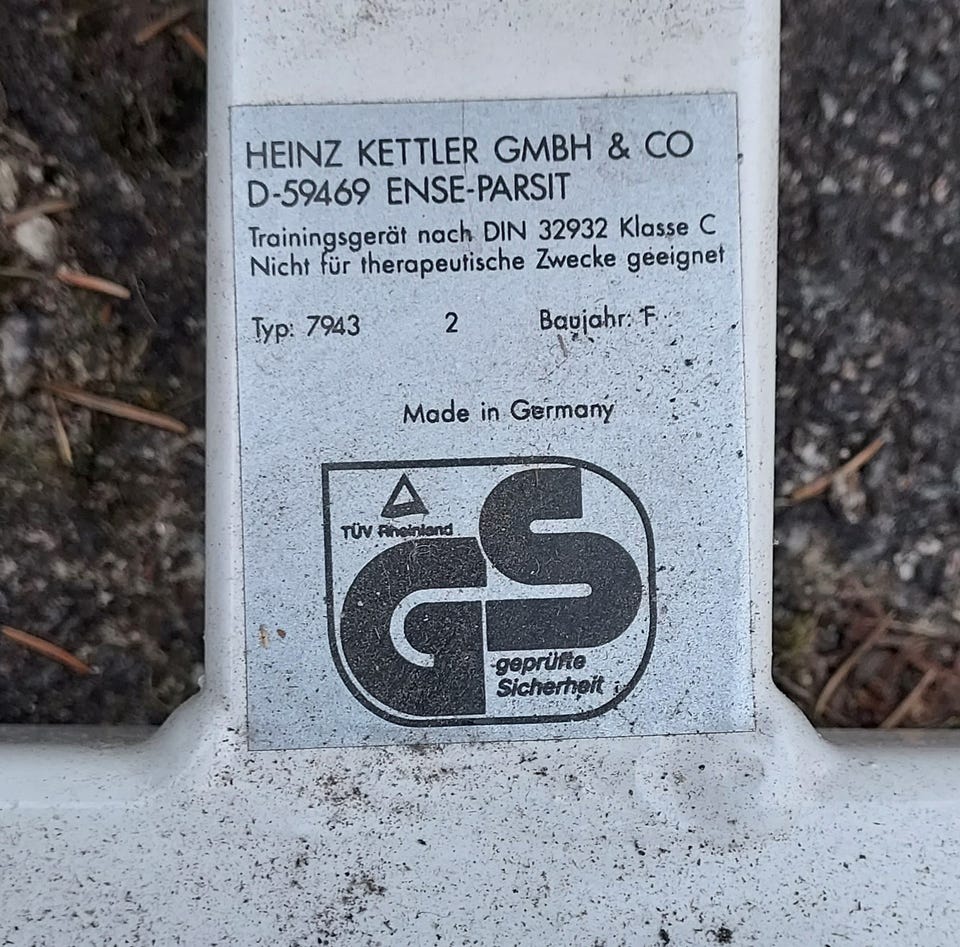 HEINZ KETTLER GMBH & CO
D-59469 ENSE-PARSIT
Trainingsgerät nach DIN 32932 Klasse C
Nicht für therapeutische Zwecke geeignet
Typ: 7943 2 Baujahr: F
Made in Germany
TÜV Rheinland
GS
geprüfte
Sicherheit